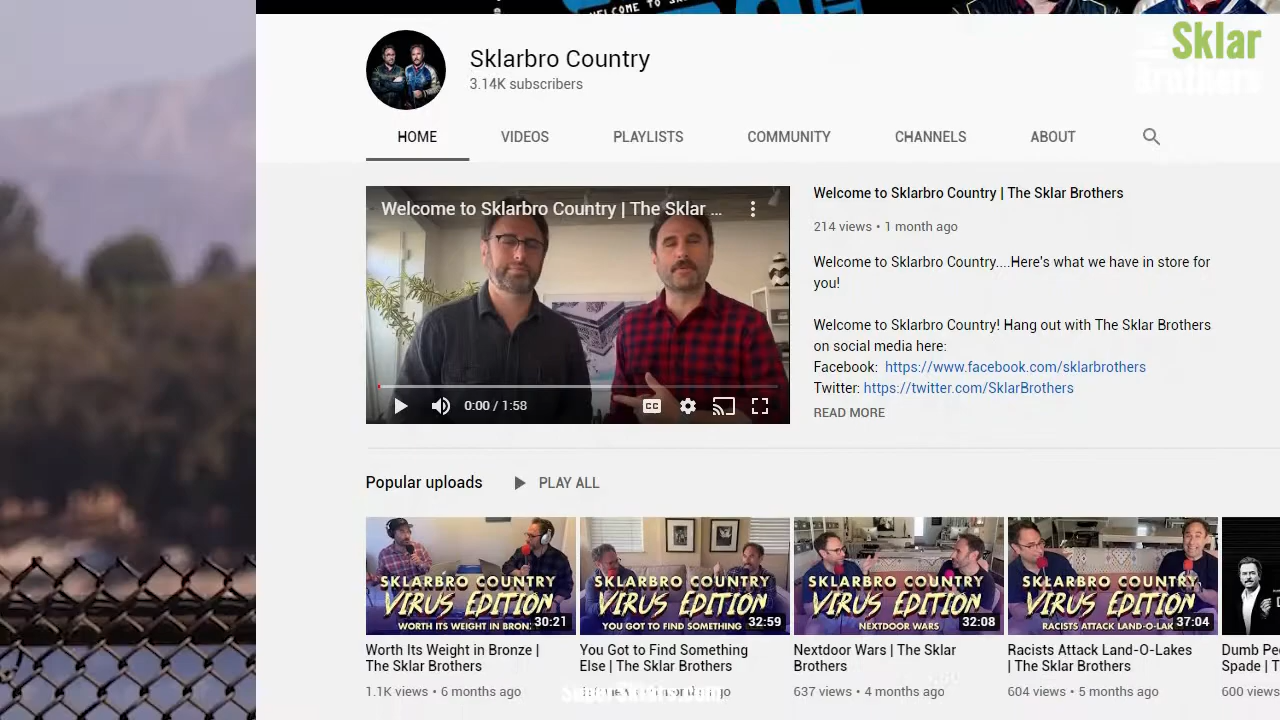 WELCOME TO
Sklar
Brothers
Sklarbro Country
3.14K subscribers
HOME VIDEOS PLAYLISTS COMMUNITY CHANNELS ABOUT
Welcome to Sklarbro Country | The Sklar ...
0:00 / 1:58
Welcome to Sklarbro Country | The Sklar Brothers
214 views • 1 month ago
Welcome to Sklarbro Country....Here's what we have in store for
you!
Welcome to Sklarbro Country! Hang out with The Sklar Brothers
on social media here:
Facebook: https://www.facebook.com/sklarbrothers
Twitter: https://twitter.com/SklarBrothers
READ MORE
Popular uploads PLAY ALL
SKLARBRO COUNTRY
VIRUS EDITION
WORTH ITS WEIGHT IN BRON
30:21
Worth Its Weight in Bronze |
The Sklar Brothers
1.1K views • 6 months ago
SKLARBRO COUNTRY
VIRUS EDITION
YOU GOT TO FIND SOMETHING
32:59
You Got to Find Something
Else | The Sklar Brothers
SuperSklars.Com
SKLARBRO COUNTRY
VIRUS EDITION
NEXTDOOR WARS
32:08
Nextdoor Wars | The Sklar
Brothers
637 views • 4 months ago
SKLARBRO COUNTRY
VIRUS EDITION
RACISTS ATTACK LAND-O-LAK
37:04
Racists Attack Land-O-Lakes
| The Sklar Brothers
604 views • 5 months ago
Dumb Pe
Spade | T
600 views